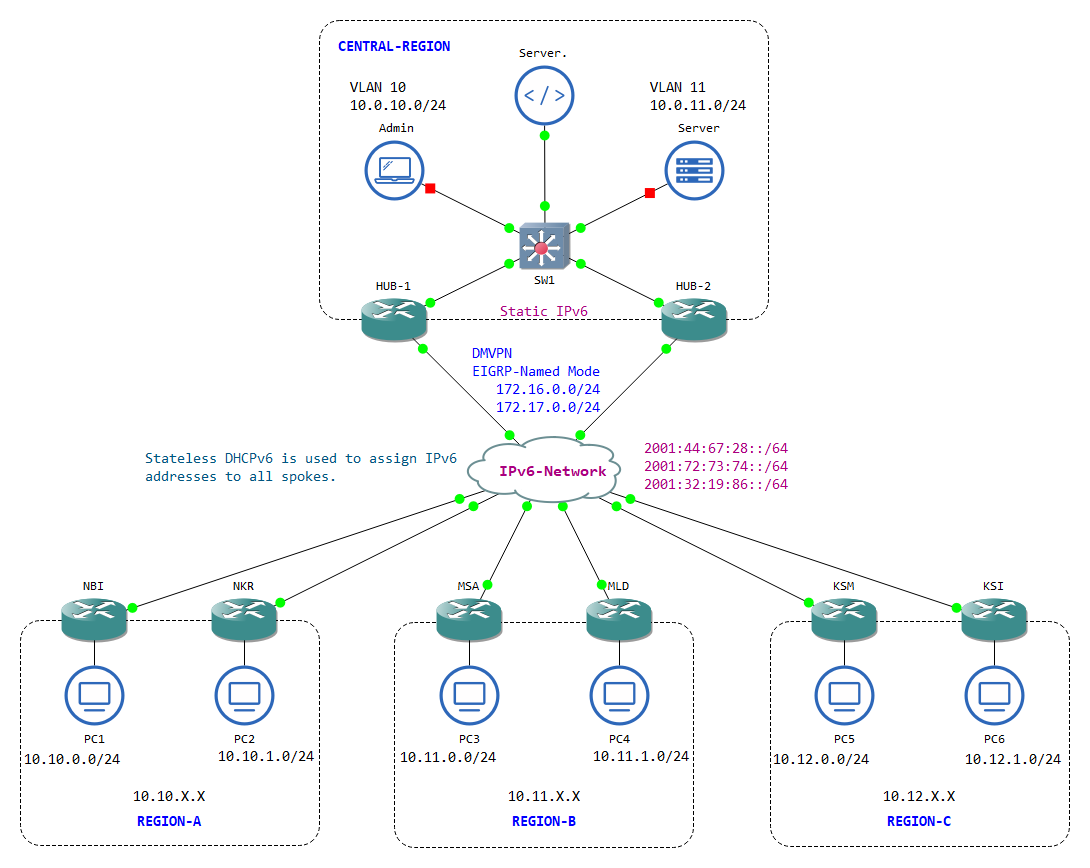 CENTRAL-REGION
Server.
VLAN 10
10.0.10.0/24
VLAN 11
10.0.11.0/24
Admin
Server
</>
SW1
HUB-1
HUB-2
Static IPv6
DMVPN
EIGRP-Named Mode
172.16.0.0/24
172.17.0.0/24
Stateless DHCPv6 is used to assign IPv6
addresses to all spokes.
IPv6-Network
2001:44:67:28::/64
2001:72:73:74::/64
2001:32:19:86::/64
NBI
NKR
MSA
MLD
KSM
KSI
PC1
PC2
PC3
PC4
PC5
PC6
10.10.0.0/24
10.10.1.0/24
10.11.0.0/24
10.11.1.0/24
10.12.0.0/24
10.12.1.0/24
10.10.X.X
10.11.X.X
10.12.X.X
REGION-A
REGION-B
REGION-C